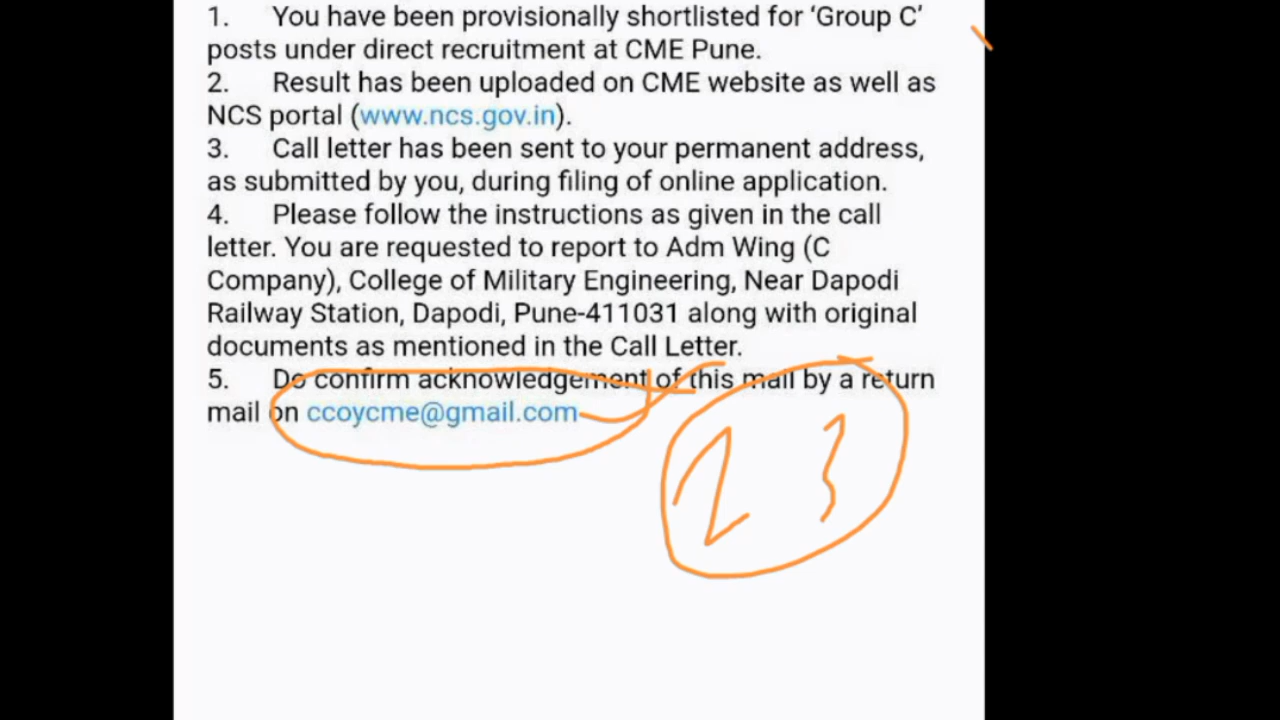 1. You have been provisionally shortlisted for ‘Group C’
posts under direct recruitment at CME Pune.
2. Result has been uploaded on CME website as well as
NCS portal (www.ncs.gov.in).
3. Call letter has been sent to your permanent address,
as submitted by you, during filing of online application.
4. Please follow the instructions as given in the call
letter. You are requested to report to Adm Wing (C
Company), College of Military Engineering, Near Dapodi
Railway Station, Dapodi, Pune-411031 along with original
documents as mentioned in the Call Letter.
5. Do confirm acknowledgement of this mail by a return
mail on ccoycme@gmail.com
2 3